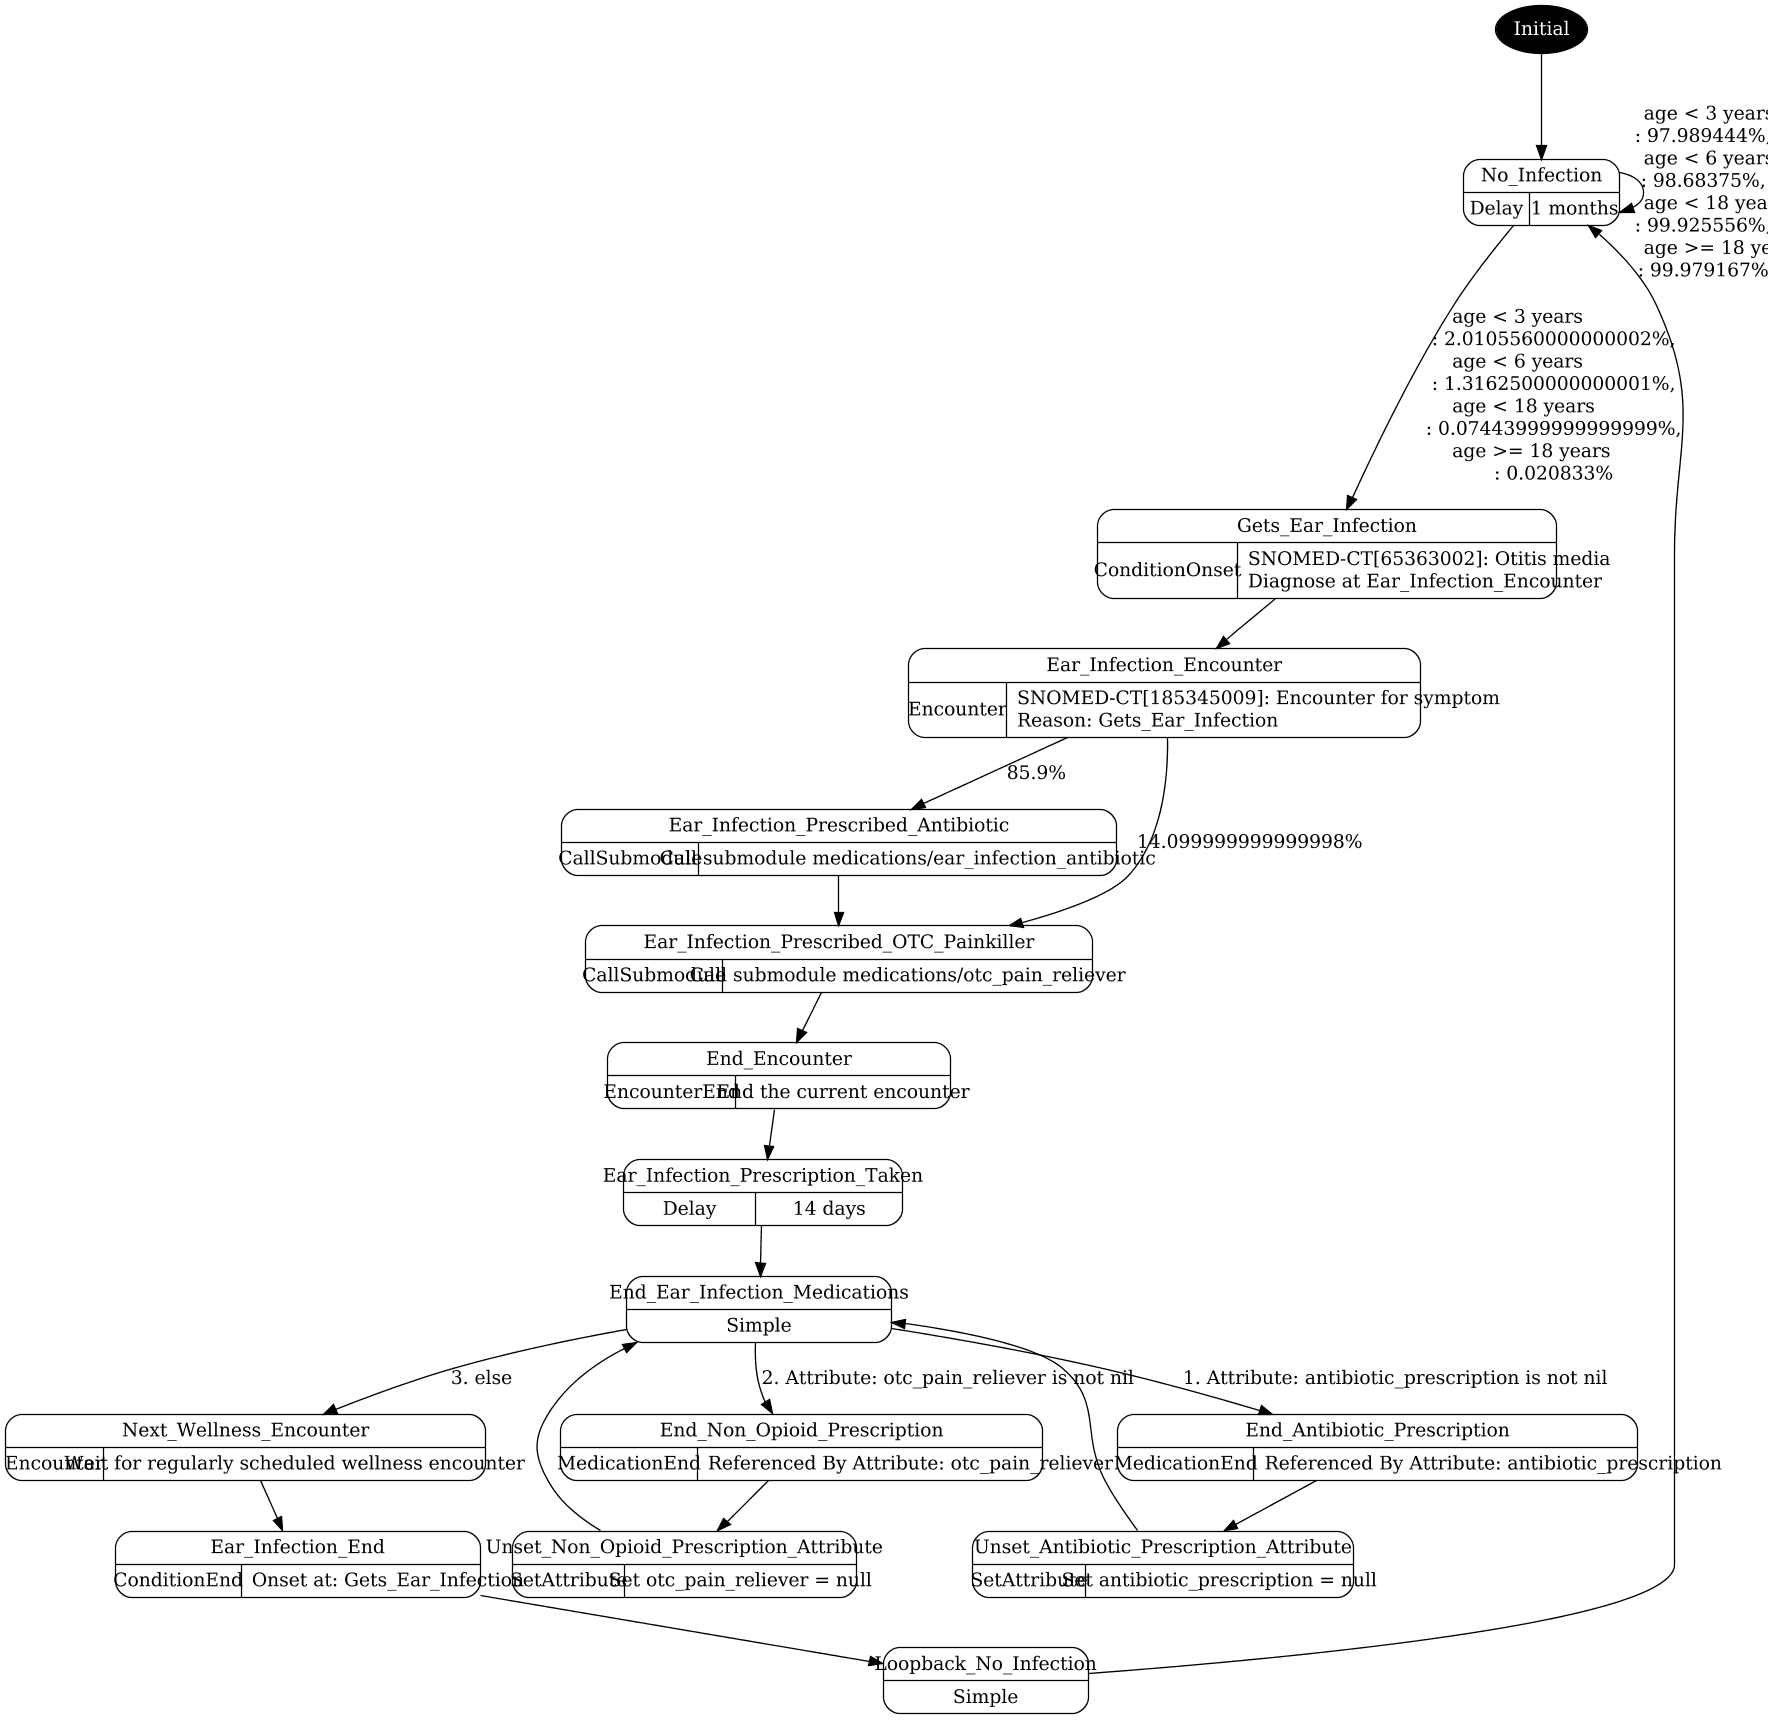 Initial
age < 3 years
: 97.989444%,
age < 6 years
: 98.68375%,
age < 18 yea
: 99.925556%,
age >= 18 ye
: 99.979167%
No_Infection
Delay 1 months
age < 3 years
: 2.0105560000000002%,
age < 6 years
: 1.3162500000000001%,
age < 18 years
: 0.07443999999999999%,
age >= 18 years
: 0.020833%
Gets_Ear_Infection
ConditionOnset
SNOMED-CT[65363002]: Otitis media
Diagnose at Ear_Infection_Encounter
Ear_Infection_Encounter
Encounter
SNOMED-CT[185345009]: Encounter for symptom
Reason: Gets_Ear_Infection
85.9%
14.099999999999998%
Ear_Infection_Prescribed_Antibiotic
CallSubmodule Call submodule medications/ear_infection_antibiotic
Ear_Infection_Prescribed_OTC_Painkiller
CallSubmodule Call submodule medications/otc_pain_reliever
End_Encounter
EncounterEnd End the current encounter
Ear_Infection_Prescription_Taken
Delay 14 days
End_Ear_Infection_Medications
Simple
3. else
2. Attribute: otc_pain_reliever is not nil
1. Attribute: antibiotic_prescription is not nil
Next_Wellness_Encounter
Encounter Wait for regularly scheduled wellness encounter
End_Non_Opioid_Prescription
MedicationEnd Referenced By Attribute: otc_pain_reliever
End_Antibiotic_Prescription
MedicationEnd Referenced By Attribute: antibiotic_prescription
Ear_Infection_End
ConditionEnd Onset at: Gets_Ear_Infection
Unset_Non_Opioid_Prescription_Attribute
SetAttribute Set otc_pain_reliever = null
Unset_Antibiotic_Prescription_Attribute
SetAttribute Set antibiotic_prescription = null
Loopback_No_Infection
Simple